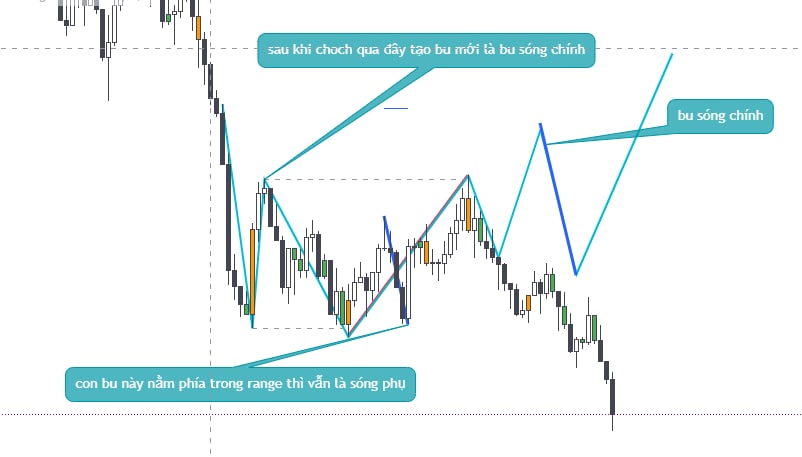 sau khi choch qua đây tạo bu mới là bu sóng chính
bu sóng chính
con bu này nằm phía trong range thì vẫn là sóng phụ